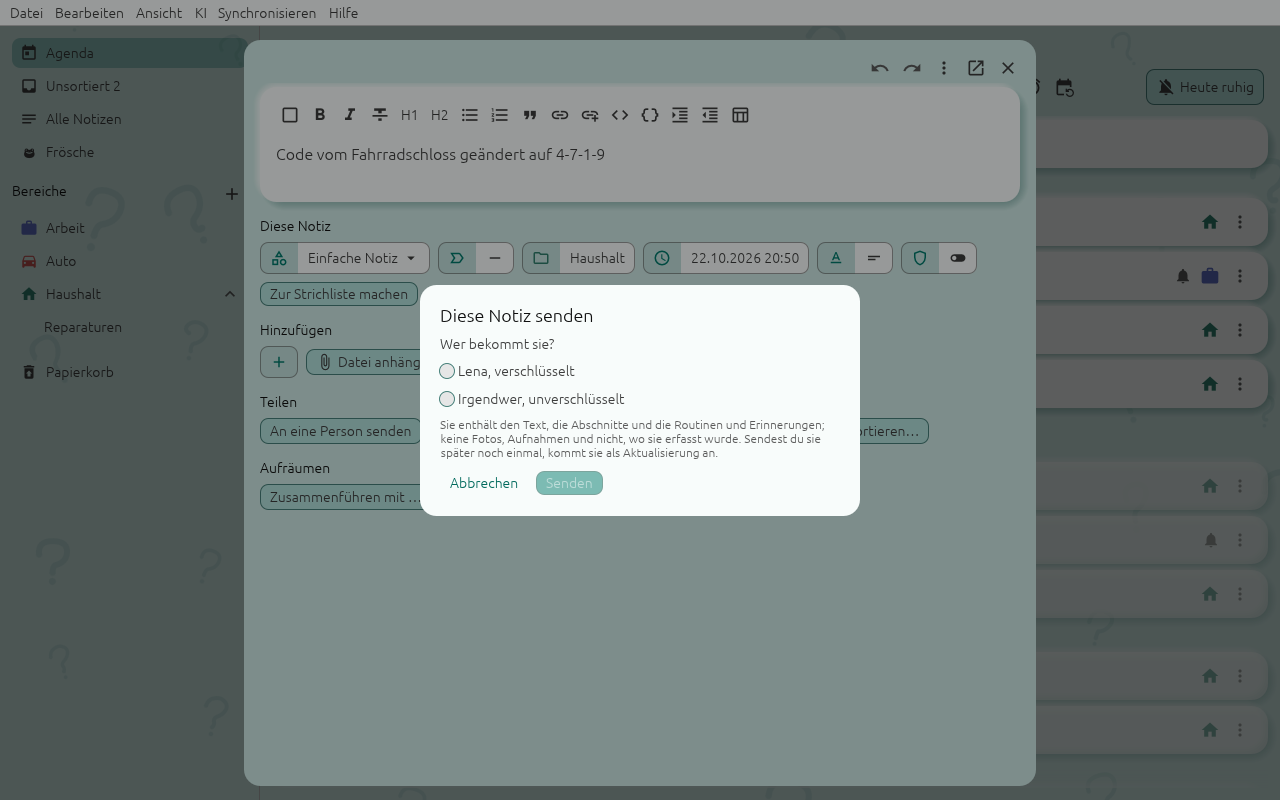 Datei Bearbeiten Ansicht KI Synchronisieren Hilfe
Agenda
Unsortiert 2
Alle Notizen
Frösche
Bereiche
Arbeit
Auto
Haushalt
Reparaturen
Papierkorb
Heute ruhig
H1 H2
Code vom Fahrradschloss geändert auf 4-7-1-9
Diese Notiz
Einfache Notiz
Haushalt
22.10.2026 20:50
Zur Strichliste machen
Hinzufügen
Datei anhäng
Teilen
An eine Person senden
ortieren…
Aufräumen
Zusammenführen mit …
Diese Notiz senden
Wer bekommt sie?
Lena, verschlüsselt
Irgendwer, unverschlüsselt
Sie enthält den Text, die Abschnitte und die Routinen und Erinnerungen;
keine Fotos, Aufnahmen und nicht, wo sie erfasst wurde. Sendest du sie
später noch einmal, kommt sie als Aktualisierung an.
Abbrechen
Senden